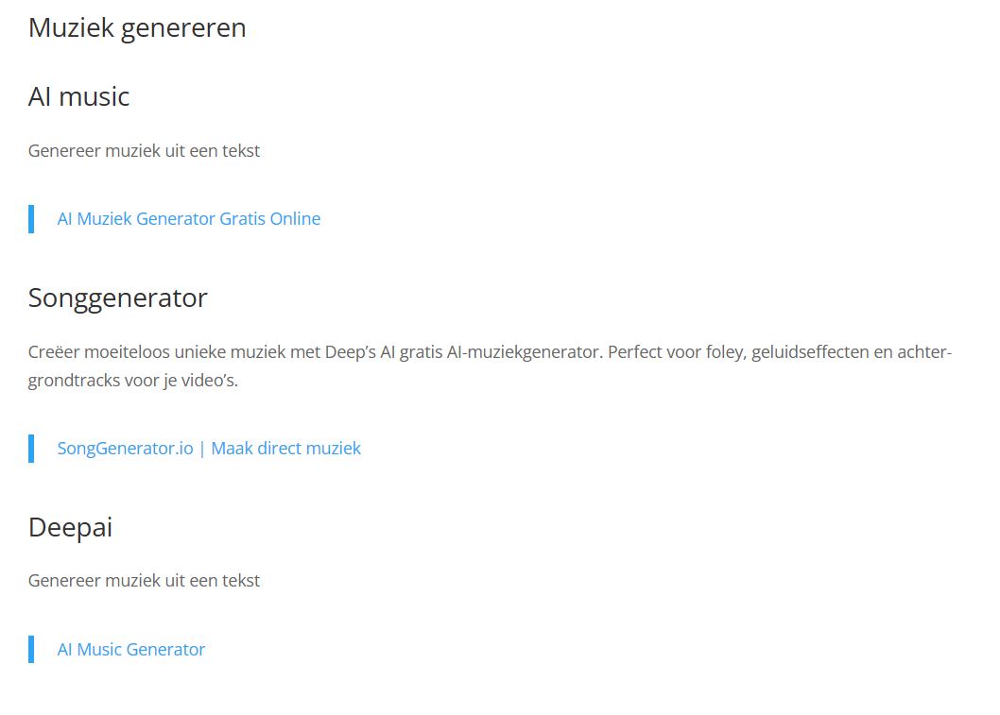 Muziek genereren
AI music
Genereer muziek uit een tekst
AI Muziek Generator Gratis Online
Songgenerator
Creëer moeiteloos unieke muziek met Deep’s AI gratis AI-muziekgenerator. Perfect voor foley, geluidseffecten en achter-
grondtracks voor je video’s.
SongGenerator.io | Maak direct muziek
Deepai
Genereer muziek uit een tekst
AI Music Generator